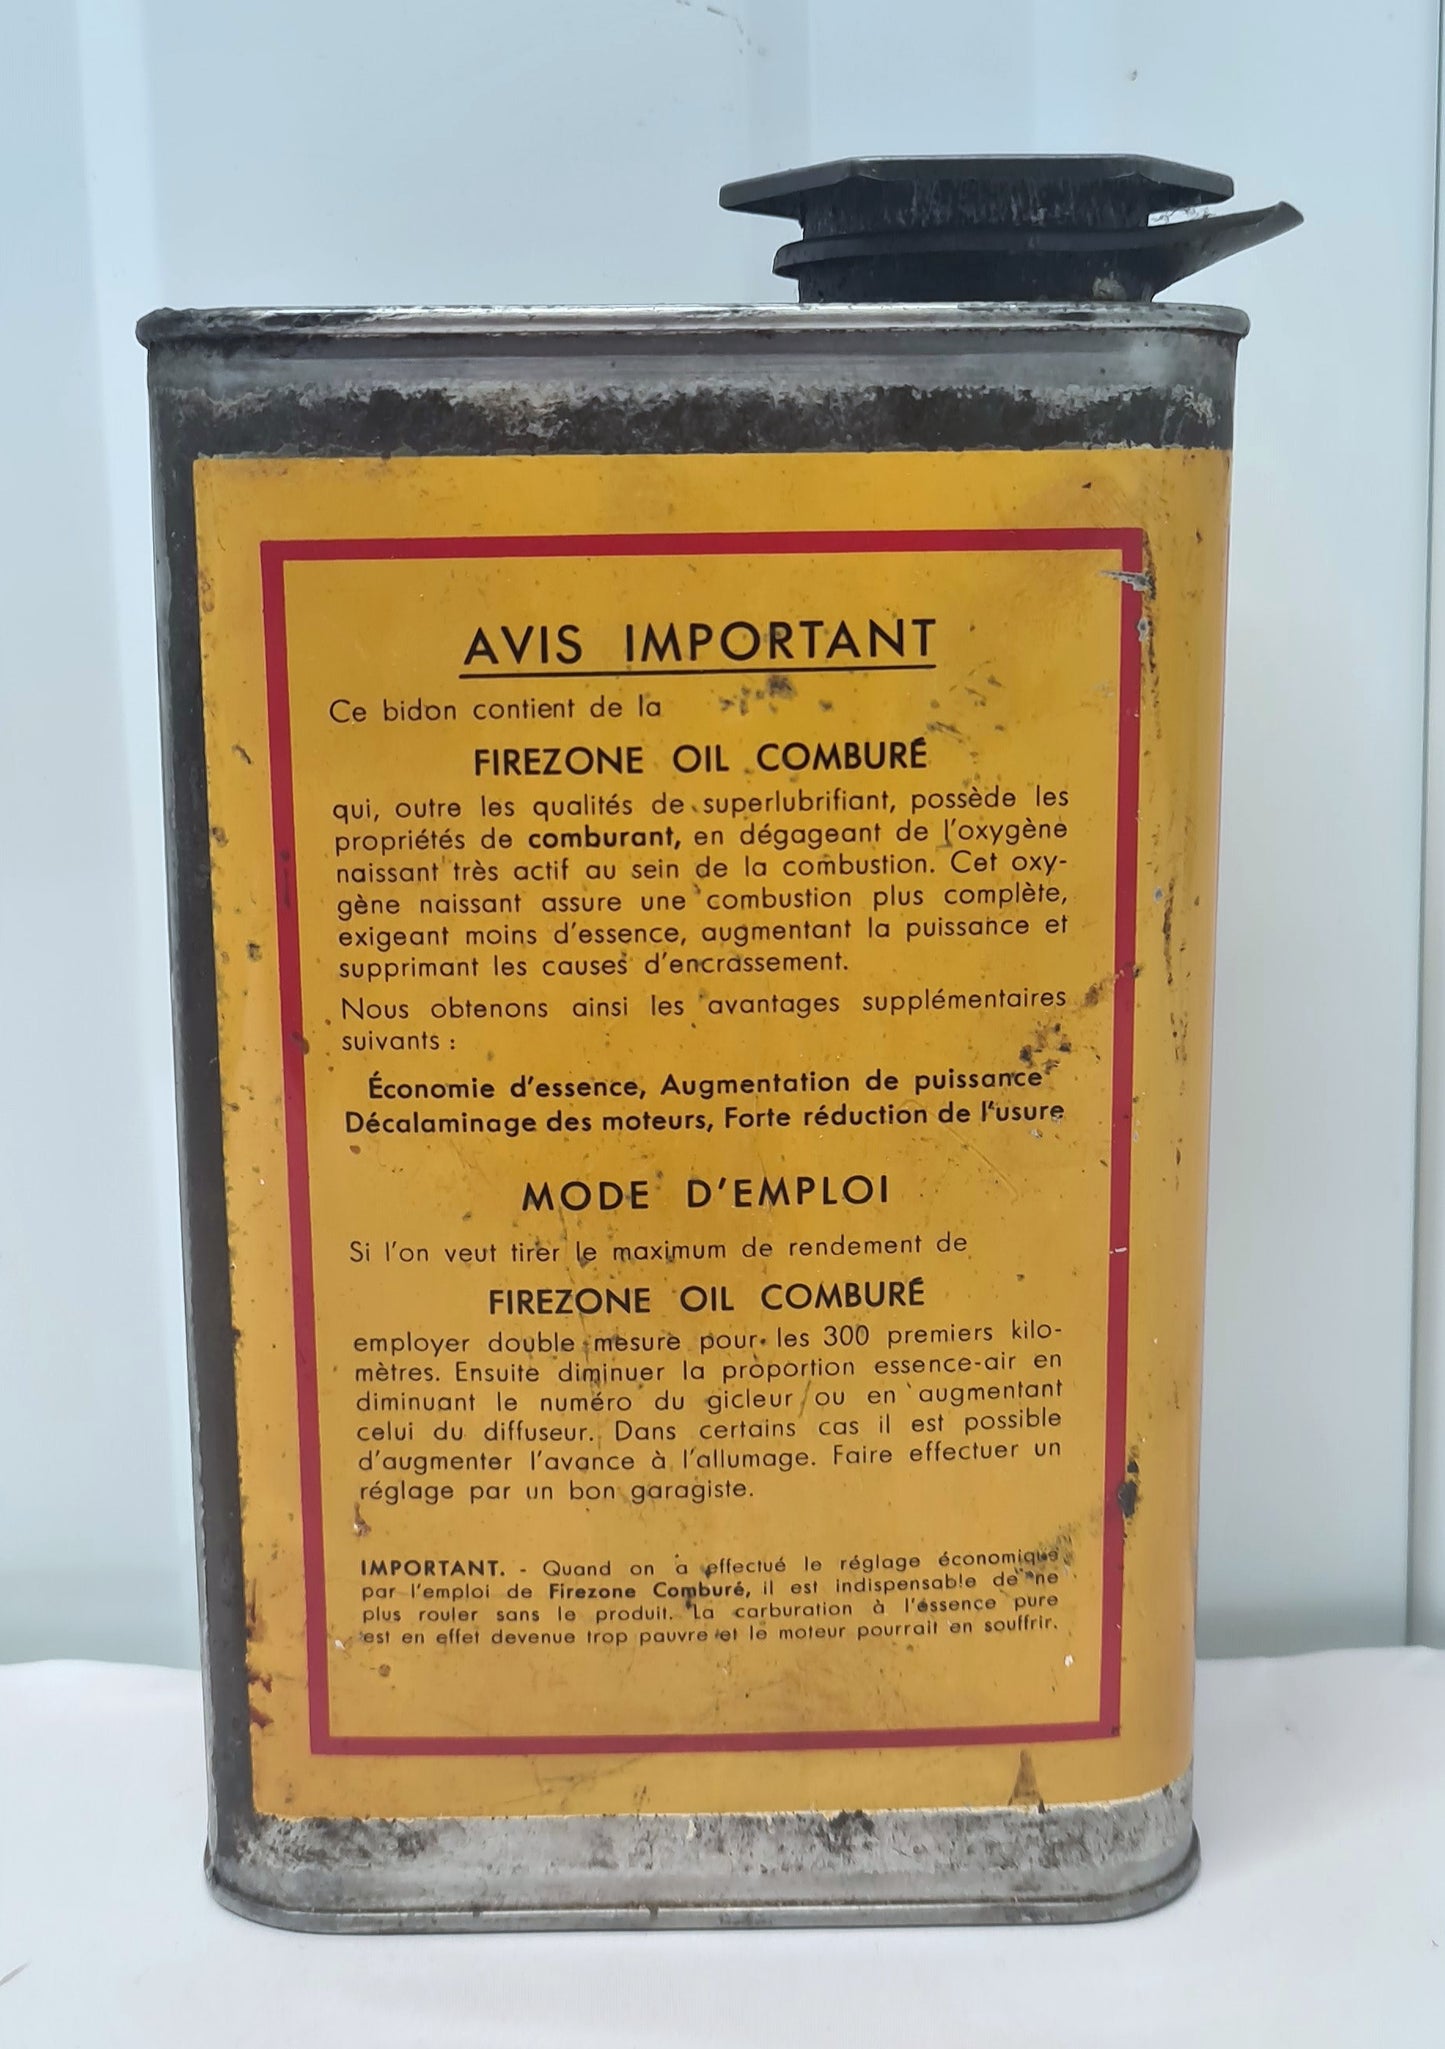 AVIS IMPORTANT
Ce bidon contient de la
FIREZONE OIL COMBURÉ
qui, outre les qualités de superlubrifiant, possède les
propriétés de comburant, en dégageant de l'oxygène
naissant très actif au sein de la combustion. Cet oxy-
gène naissant assure une combustion plus complète,
exigeant moins d'essence, augmentant la puissance et
supprimant les causes d'encrassement.
Nous obtenons ainsi les avantages supplémentaires
suivants :
Économie d'essence, Augmentation de puissance
Décalaminage des moteurs, Forte réduction de l'usure
MODE D'EMPLOI
Si l'on veut tirer le maximum de rendement de
FIREZONE OIL COMBURÉ
employer double mesure pour les 300 premiers kilo-
mètres. Ensuite diminuer la proportion essence-air en
diminuant le numéro du gicleur ou en augmentant
celui du diffuseur. Dans certains cas il est possible
d'augmenter l'avance à l'allumage. Faire effectuer un
réglage par un bon garagiste.
IMPORTANT. - Quand on a effectué le réglage économique
par l'emploi de Firezone Comburé, il est indispensable de ne
plus rouler sans le produit. La carburation à l'essence pure
est en effet devenue trop pauvre et le moteur pourrait en souffrir.